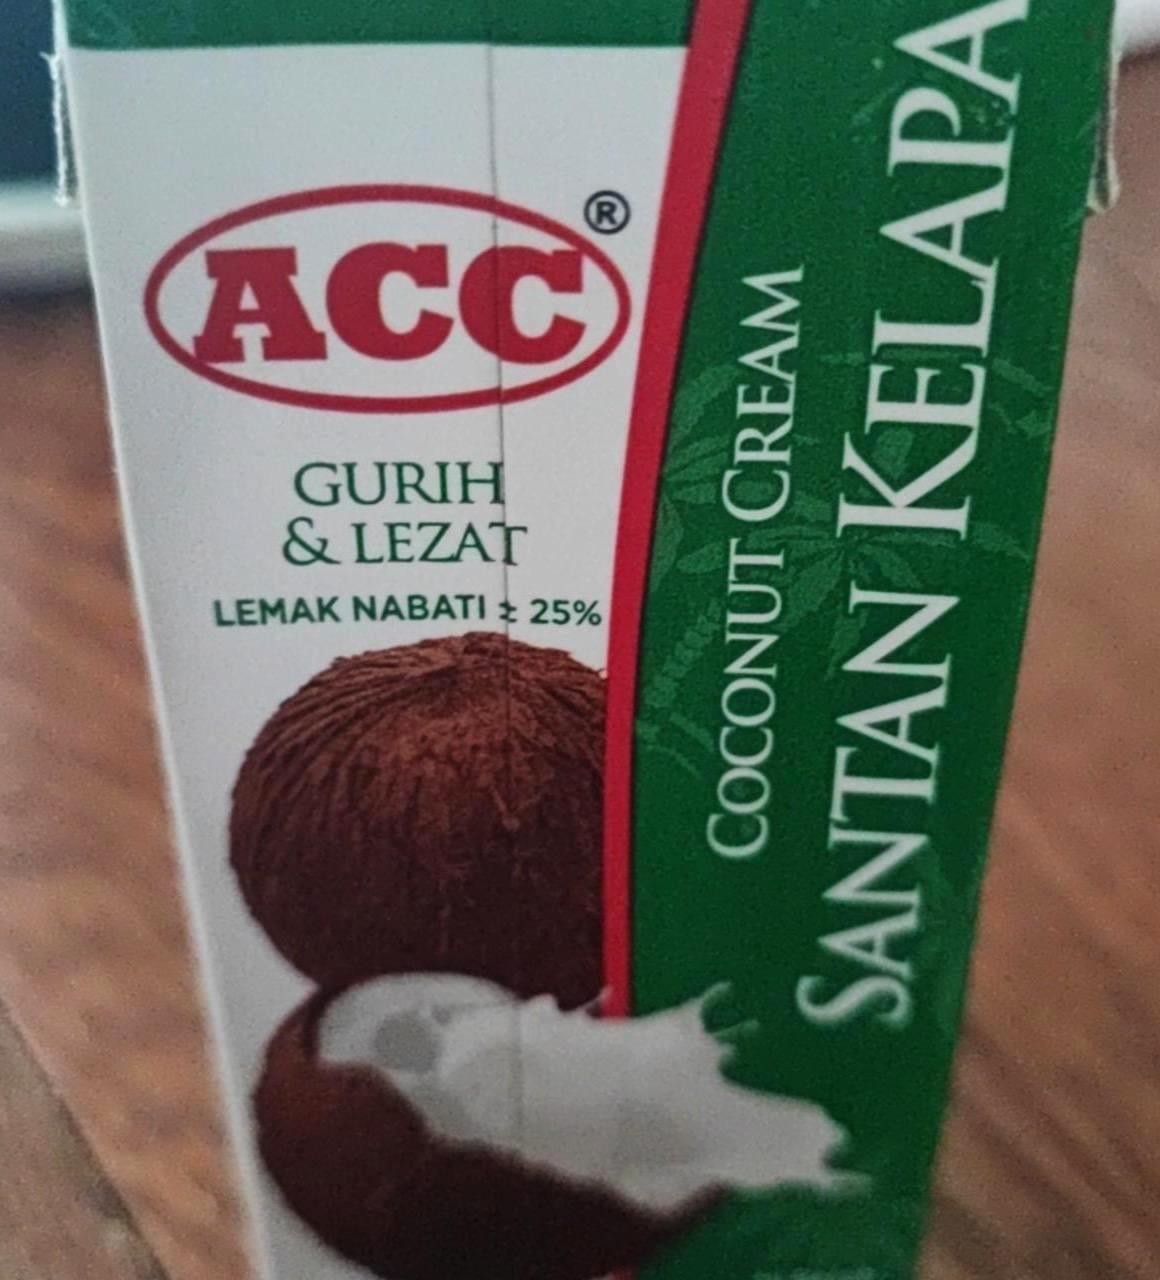 ACC®
GURIH
& LEZAT
LEMAK NABATI ≥ 25%
COCONUT CREAM
SANTAN KELAPA